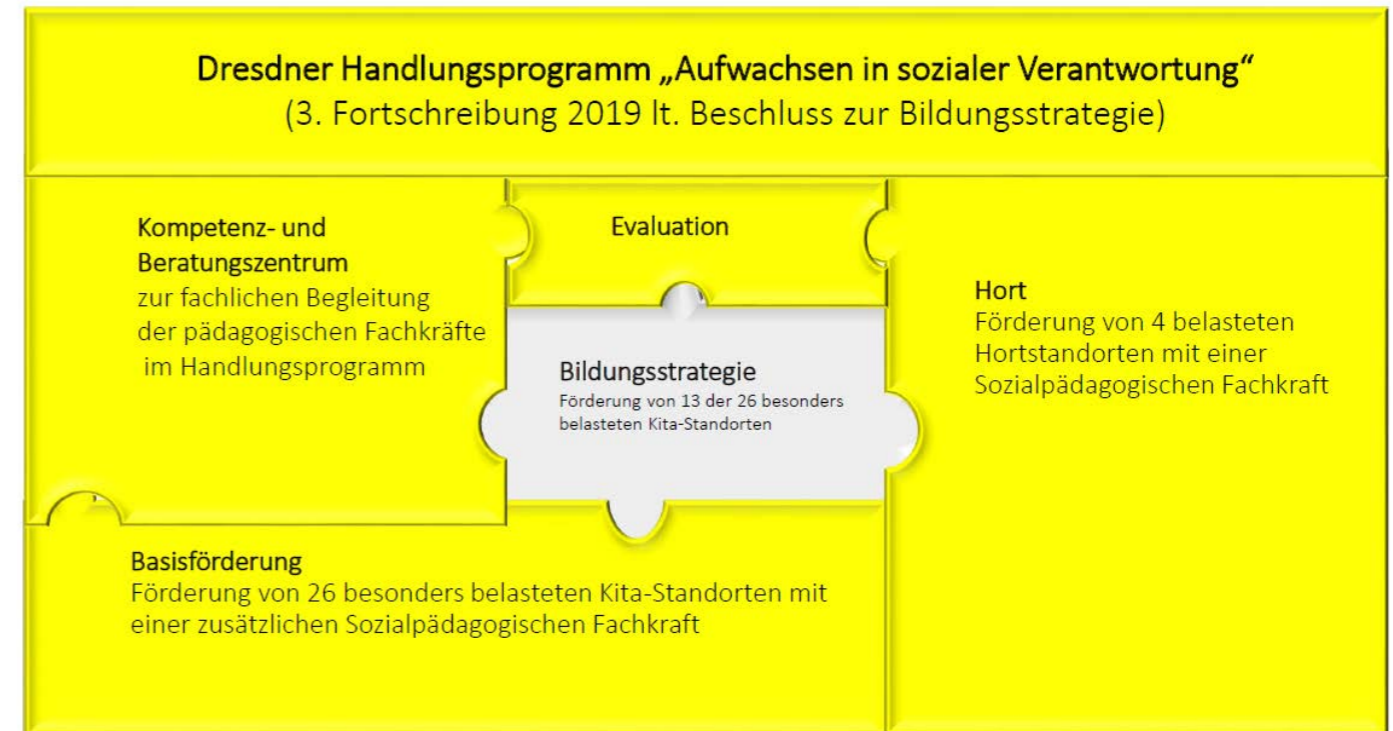 Dresdner Handlungsprogramm „Aufwachsen in sozialer Verantwortung“
(3. Fortschreibung 2019 lt. Beschluss zur Bildungsstrategie)
Kompetenz- und
Beratungszentrum
zur fachlichen Begleitung
der pädagogischen Fachkräfte
im Handlungsprogramm
Evaluation
Bildungsstrategie
Förderung von 13 der 26 besonders
belasteten Kita-Standorten
Hort
Förderung von 4 belasteten
Hortstandorten mit einer
Sozialpädagogischen Fachkraft
Basisförderung
Förderung von 26 besonders belasteten Kita-Standorten mit
einer zusätzlichen Sozialpädagogischen Fachkraft